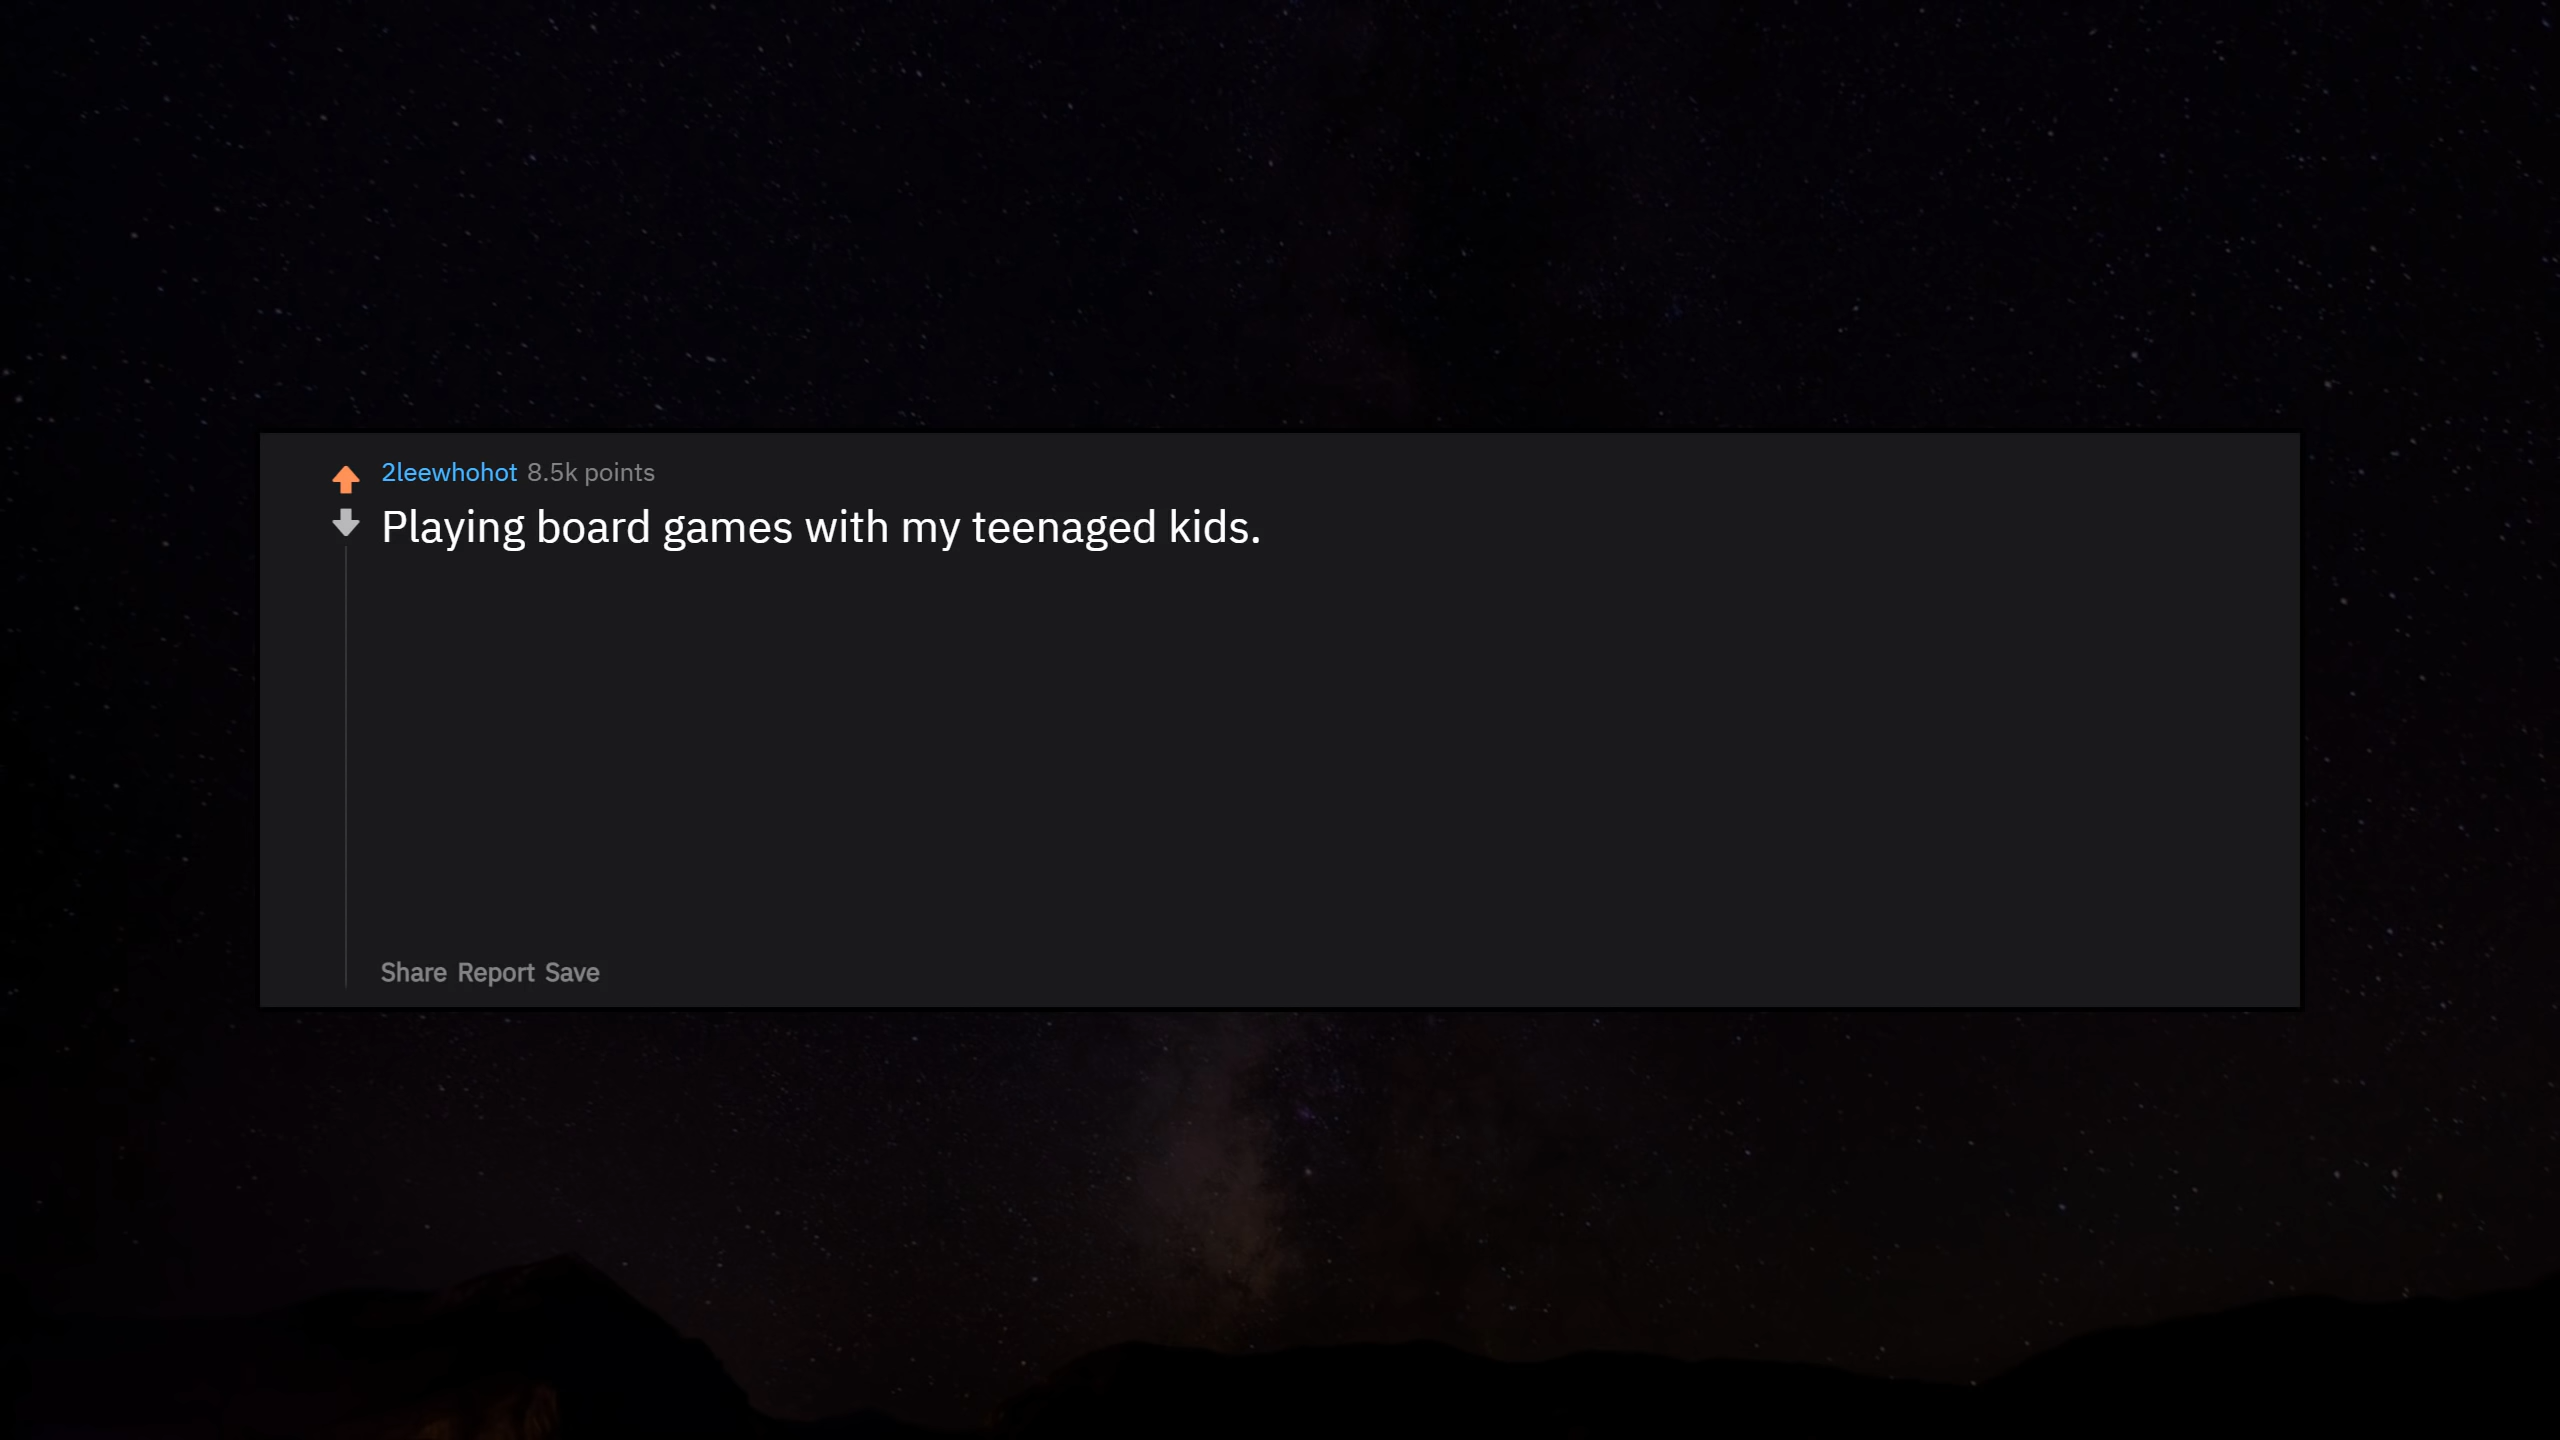 2leewhohot 8.5k points
Playing board games with my teenaged kids.
Share Report Save